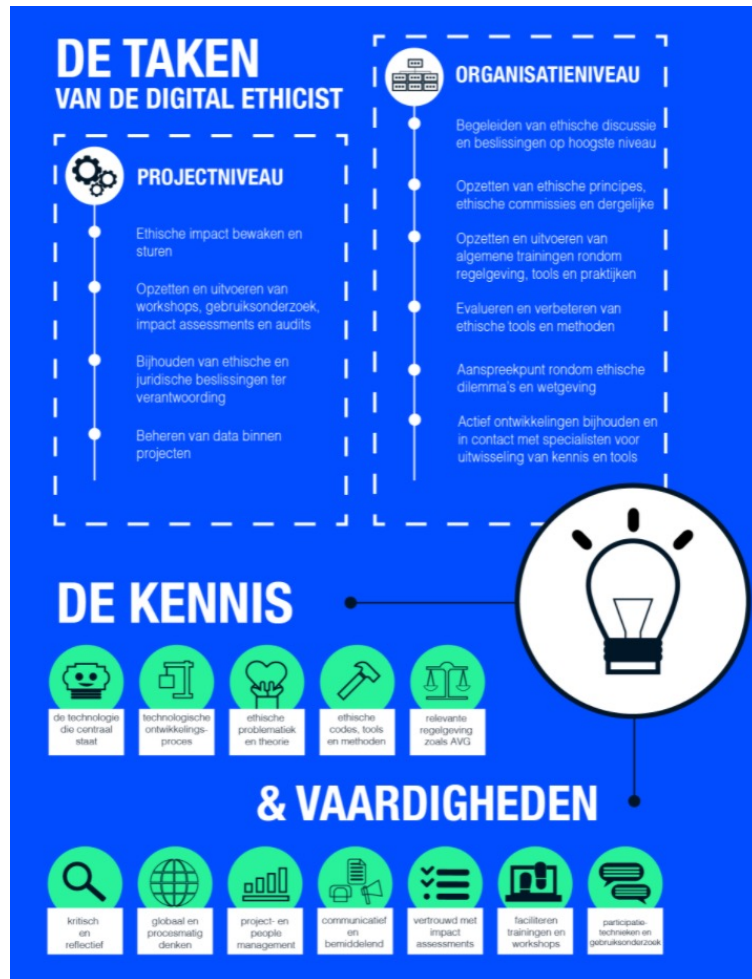 DE TAKEN
VAN DE DIGITAL ETHICIST
PROJECTNIVEAU
Ethische impact bewaken en
sturen
Opzetten en uitvoeren van
workshops, gebruiksonderzoek,
impact assessments en audits
Bijhouden van ethische en
juridische beslissingen ter
verantwoording
Beheren van data binnen
projecten
ORGANISATIENIVEAU
Begeleiden van ethische discussie
en beslissingen op hoogste niveau
Opzetten van ethische principes,
ethische commissies en dergelijke
Opzetten en uitvoeren van
algemene trainingen rondom
regelgeving, tools en praktijken
Evalueren en verbeteren van
ethische tools en methoden
Aanspreekpunt rondom ethische
dilemma's en wetgeving
Actief ontwikkelingen bijhouden en
in contact met specialisten voor
uitwisseling van kennis en tools
DE KENNIS
de technologie
die centraal
staat
technologische
ontwikkelings-
proces
ethische
problematiek
en theorie
ethische
codes, tools
en methoden
relevante
regelgeving
zoals AVG
& VAARDIGHEDEN
kritisch
en
reflectief
globaal en
procesmatig
denken
project- en
people
management
communicatief
en
bemiddelend
vertrouwd met
impact
assessments
faciliteren
trainingen en
workshops
participatie-
technieken en
gebruiksonderzoek